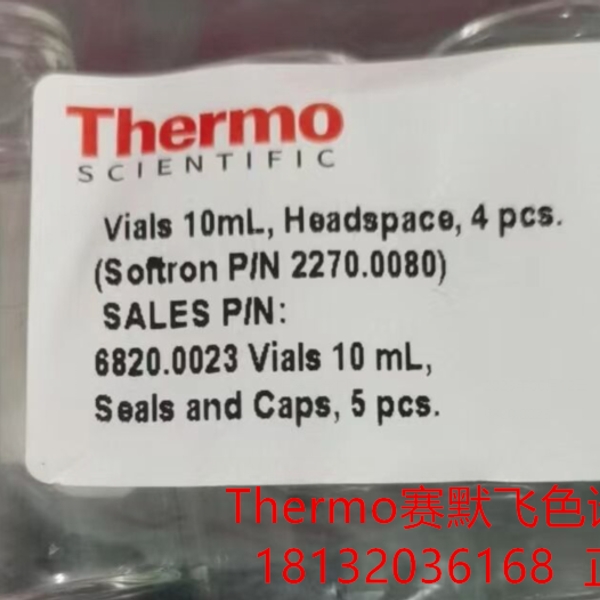 Thermo
SCIENTIFIC
Vials 10mL, Headspace, 4 pcs.
(Softron P/N 2270.0080)
SALES P/N:
6820.0023 Vials 10 mL,
Seals and Caps, 5 pcs.
Thermo赛默飞色
18132036168